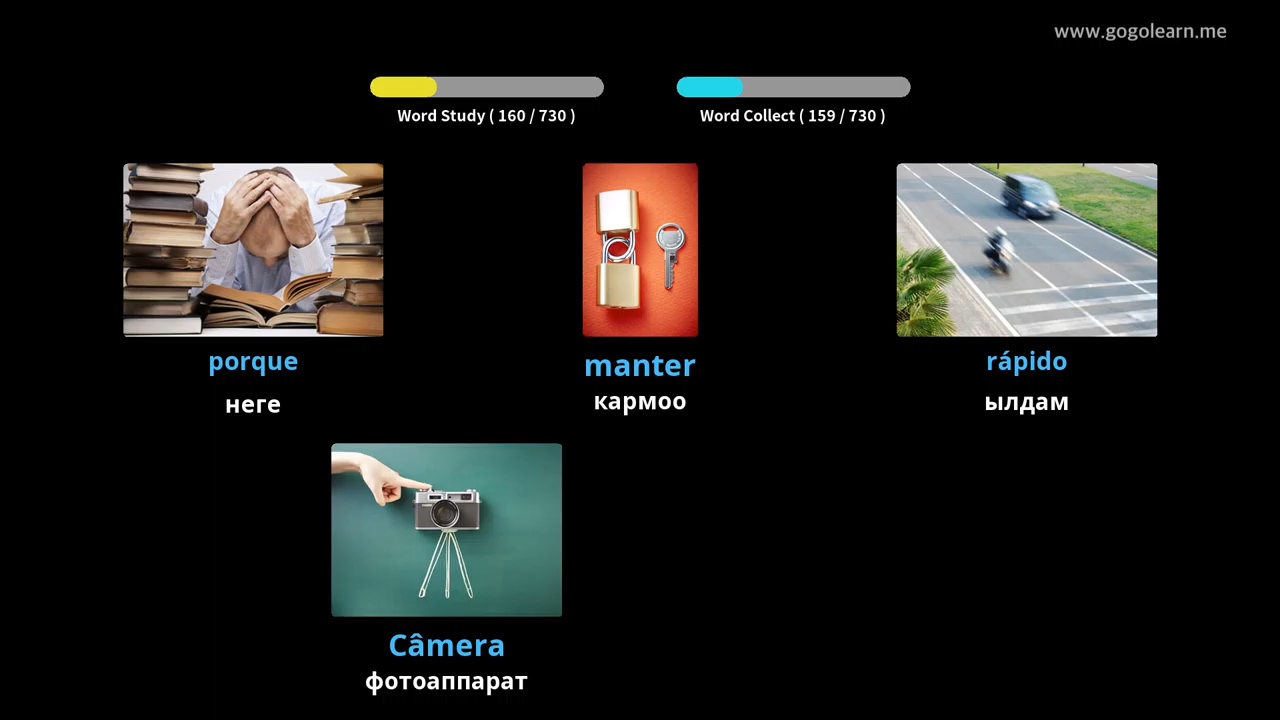 www.gogolearn.me
Word Study ( 160 / 730 )
Word Collect ( 159 / 730 )
porque
неге
manter
кармоо
rápido
ылдам
Câmera
фотоаппарат